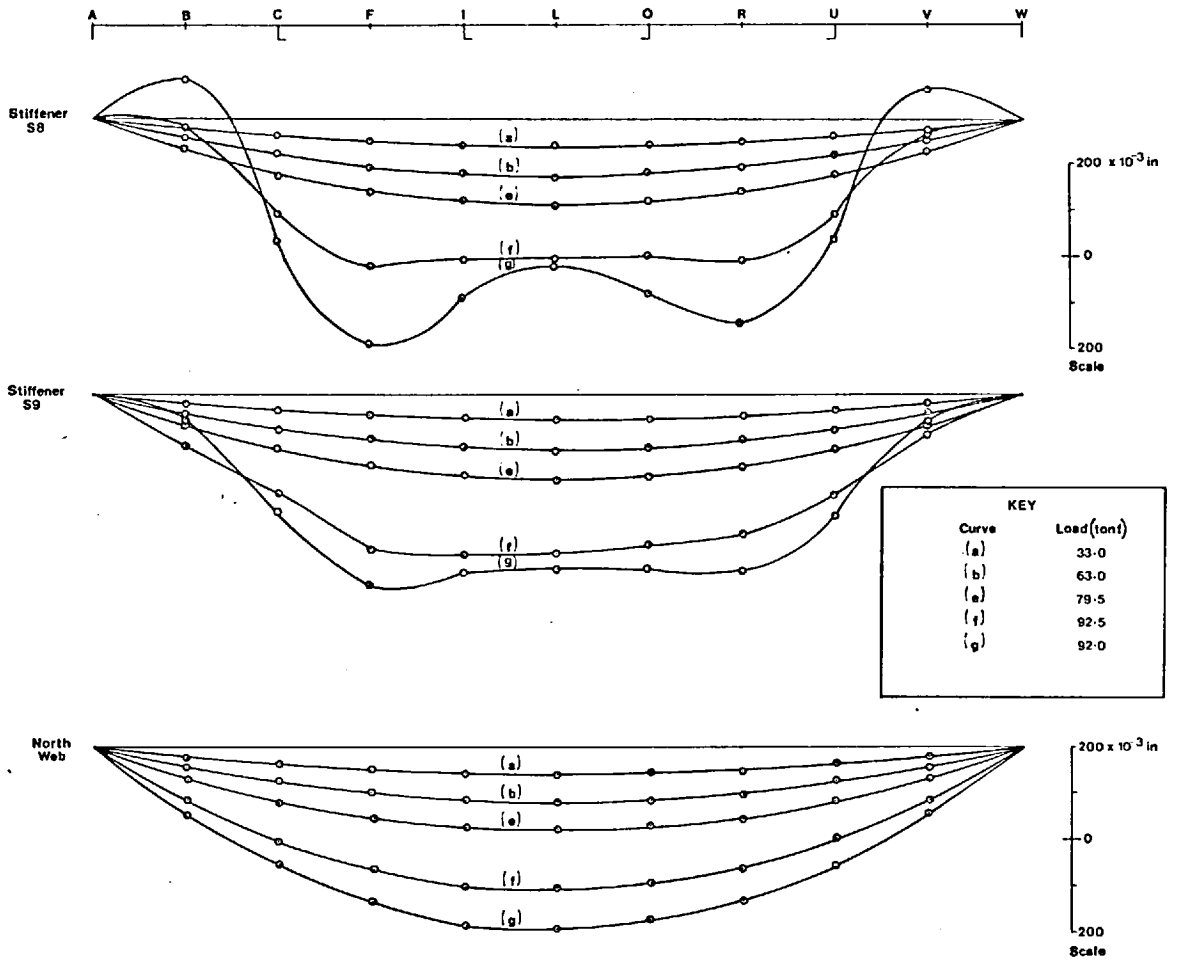 A B C F I L O R U V W
Stiffener
S8
(a)
(b)
(e)
(f)
(g)
200 x 10-3 in
0
200
Scale
Stiffener
S9
(a)
(b)
(e)
(f)
(g)
KEY
Curve Load (tonf)
(a) 33·0
(b) 63·0
(e) 79·5
(f) 92·5
(g) 92·0
North
Web
(a)
(b)
(e)
(f)
(g)
200 x 10-3 in
0
200
Scale